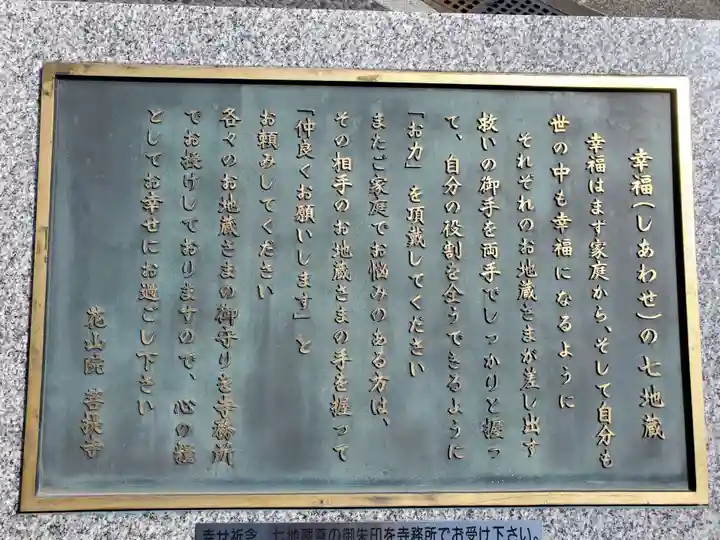 幸福(しあわせ)の七地蔵
幸福はまず家庭から、そして自分も
世の中も幸福になるように
それぞれのお地蔵さまが差し出す
救いの御手を両手でしっかりと握っ
て、自分の役割を全うできるように
「お力」を頂戴してください
またご家庭でお悩みのある方は、
その相手のお地蔵さまの手を握って
「仲良くお願いします」と
お頼みしてください
各々のお地蔵さまの御守りを寺務所
でお授けしておりますので、心の糧
としてお幸せにお過ごし下さい
花山院 菩提寺
幸せ祈念 七地蔵尊の御朱印を寺務所でお受け下さい。